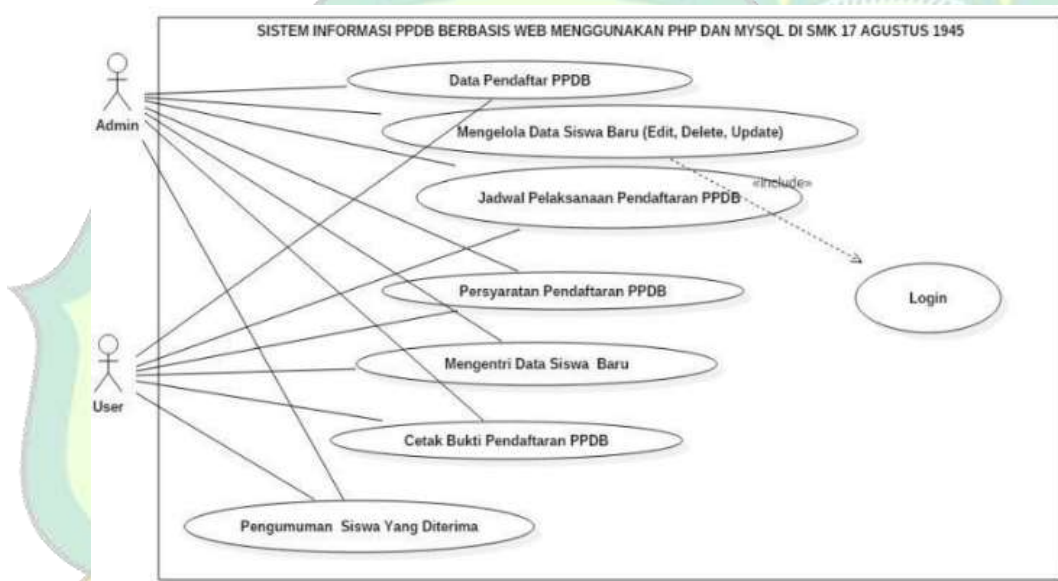 SISTEM INFORMASI PPDB BERBASIS WEB MENGGUNAKAN PHP DAN MYSQL DI SMK 17 AGUSTUS 1945
Data Pendaftar PPDB
Admin
Mengelola Data Siswa Baru (Edit, Delete, Update)
«include»
Jadwal Pelaksanaan Pendaftaran PPDB
Persyaratan Pendaftaran PPDB
Login
Mengentri Data Siswa Baru
User
Cetak Bukti Pendaftaran PPDB
Pengumuman Siswa Yang Diterima